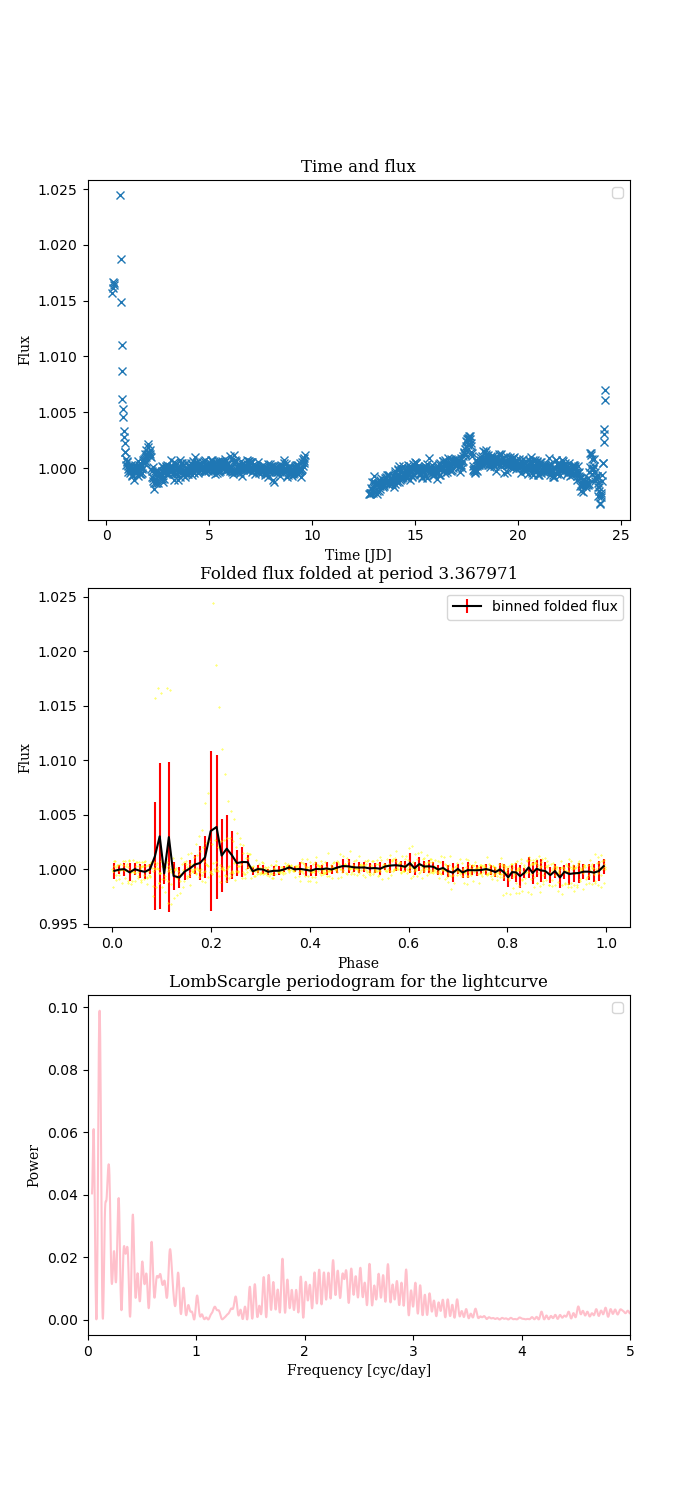 Time and flux
1.025
1.020
1.015
1.010
1.005
1.000
Flux
0 5 10 15 20 25
Time [JD]
Folded flux folded at period 3.367971
binned folded flux
1.025
1.020
1.015
1.010
1.005
1.000
0.995
Flux
0.0 0.2 0.4 0.6 0.8 1.0
Phase
LombScargle periodogram for the lightcurve
0.10
0.08
0.06
0.04
0.02
0.00
Power
0 1 2 3 4 5
Frequency [cyc/day]